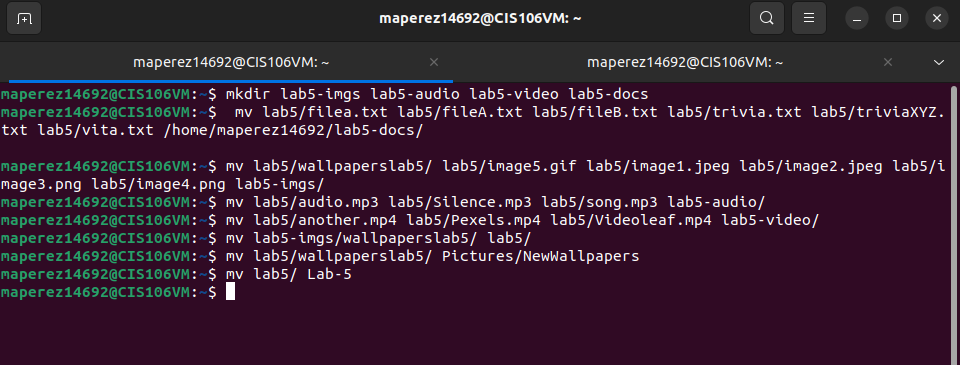 maperez14692@CIS106VM: ~
maperez14692@CIS106VM: ~ maperez14692@CIS106VM: ~
maperez14692@CIS106VM:~$ mkdir lab5-imgs lab5-audio lab5-video lab5-docs
maperez14692@CIS106VM:~$  mv lab5/filea.txt lab5/fileA.txt lab5/fileB.txt lab5/trivia.txt lab5/triviaXYZ.
txt lab5/vita.txt /home/maperez14692/lab5-docs/
maperez14692@CIS106VM:~$ mv lab5/wallpaperslab5/ lab5/image5.gif lab5/image1.jpeg lab5/image2.jpeg lab5/i
mage3.png lab5/image4.png lab5-imgs/
maperez14692@CIS106VM:~$ mv lab5/audio.mp3 lab5/Silence.mp3 lab5/song.mp3 lab5-audio/
maperez14692@CIS106VM:~$ mv lab5/another.mp4 lab5/Pexels.mp4 lab5/Videoleaf.mp4 lab5-video/
maperez14692@CIS106VM:~$ mv lab5-imgs/wallpaperslab5/ lab5/
maperez14692@CIS106VM:~$ mv lab5/wallpaperslab5/ Pictures/NewWallpapers
maperez14692@CIS106VM:~$ mv lab5/ Lab-5
maperez14692@CIS106VM:~$